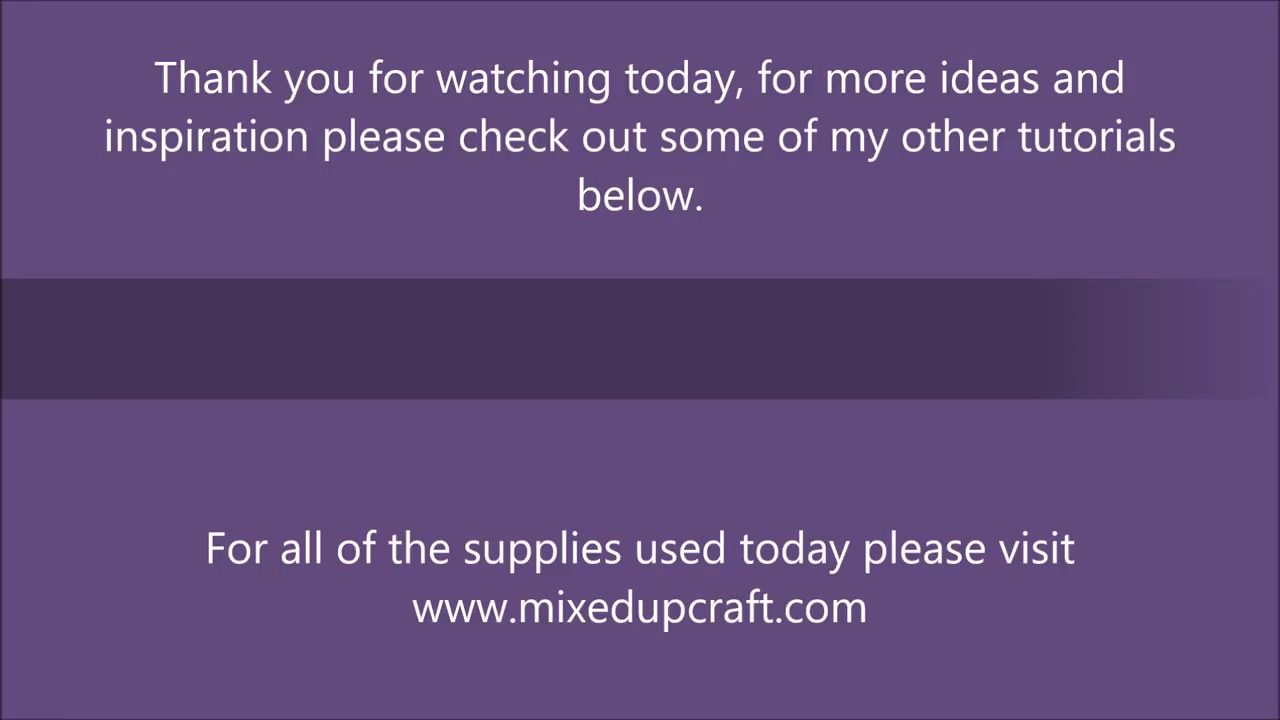 Thank you for watching today, for more ideas and
inspiration please check out some of my other tutorials
below.
For all of the supplies used today please visit
www.mixedupcraft.com